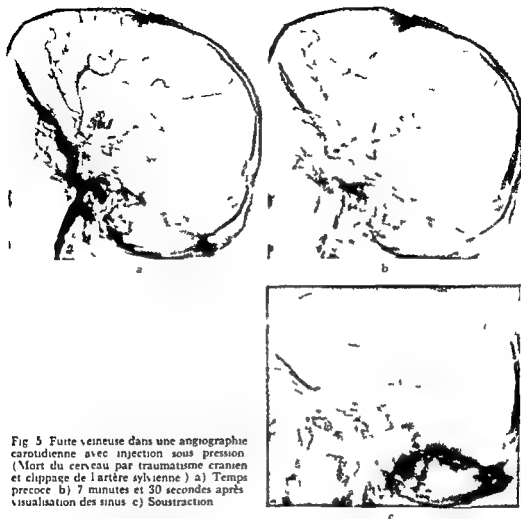 a
b
Fig 5 Fuite veineuse dans une angiographie
carotidienne avec injection sous pression
(Mort du cerveau par traumatisme cranien
et clippage de l artère sylvienne ) a) Temps
precoce b) 7 minutes et 30 secondes après
visualisation des sinus c) Soustraction
c